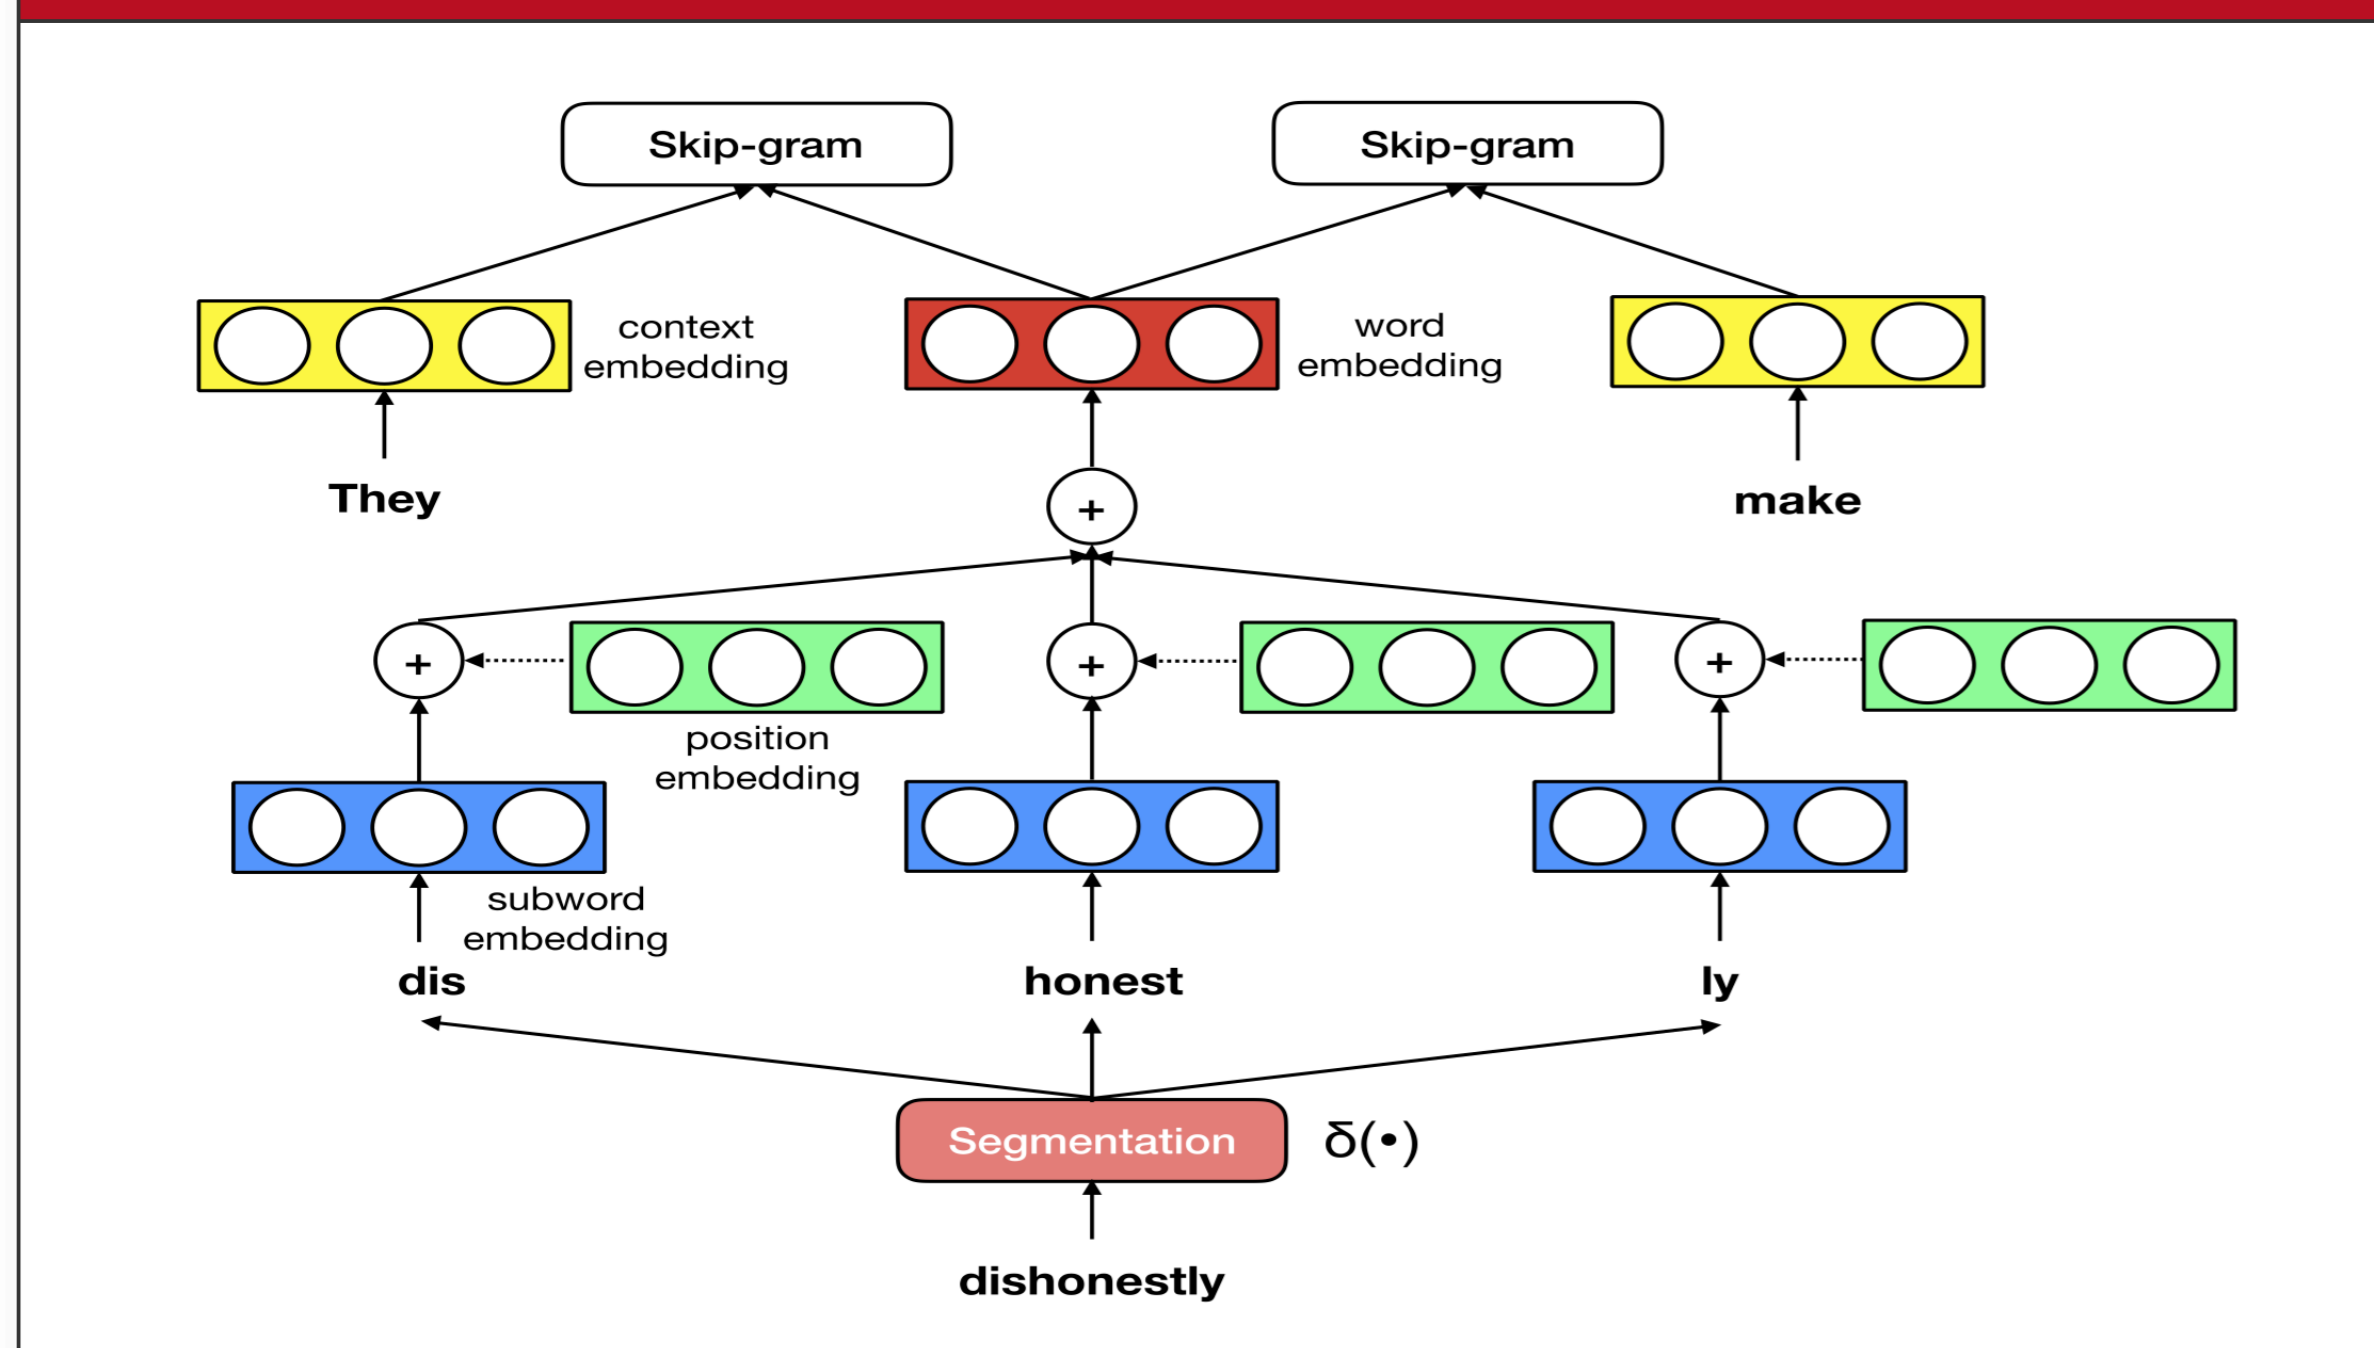 Skip-gram
Skip-gram
context
embedding
word
embedding
They
+
make
+
+
+
position
embedding
subword
embedding
dis
honest
ly
Segmentation
δ(•)
dishonestly